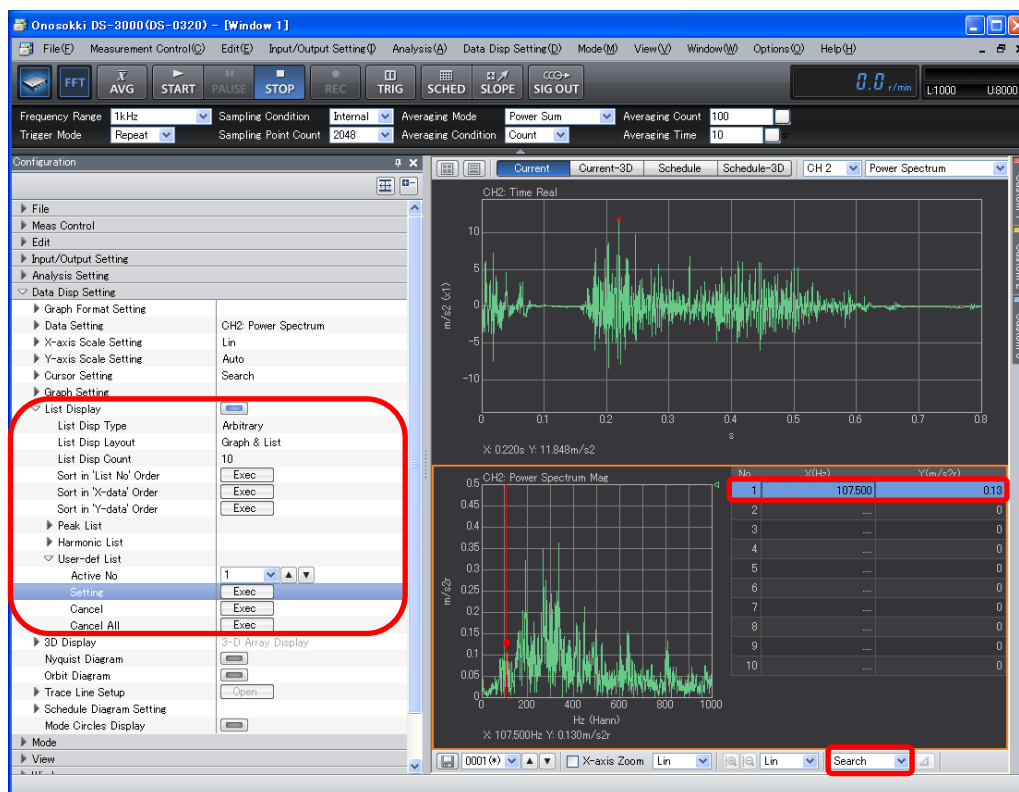 Onosokki DS-3000(DS-0320) - [Window 1]
File(F) Measurement Control(C) Edit(E) Input/Output Setting(I) Analysis(A) Data Disp Setting(D) Mode(M) View(V) Window(W) Options(O) Help(H)
FFT X AVG START PAUSE STOP REC TRIG SCHED SLOPE SIG OUT 0.0 r/min L:1000 U:8000
Frequency Range 1kHz Sampling Condition Internal Averaging Mode Power Sum Averaging Count 100
Trigger Mode Repeat Sampling Point Count 2048 Averaging Condition Count Averaging Time 10 s
Configuration
Current Current-3D Schedule Schedule-3D CH 2 Power Spectrum
File
Meas Control
Edit
Input/Output Setting
Analysis Setting
Data Disp Setting
Graph Format Setting
Data Setting CH2: Power Spectrum
X-axis Scale Setting Lin
Y-axis Scale Setting Auto
Cursor Setting Search
Graph Setting
List Display
List Disp Type Arbitrary
List Disp Layout Graph & List
List Disp Count 10
Sort in 'List No' Order Exec
Sort in 'X-data' Order Exec
Sort in 'Y-data' Order Exec
Peak List
Harmonic List
User-def List
Active No 1
Setting Exec
Cancel Exec
Cancel All Exec
3D Display 3-D Array Display
Nyquist Diagram
Orbit Diagram
Trace Line Setup Open
Schedule Diagram Setting
Mode Circles Display
Mode
View
CH2: Time Real
10
5
0
-5
-10
m/s2 (x1)
0 0.1 0.2 0.3 0.4 0.5 0.6 0.7 0.8
s
X: 0.220s Y: 11.848m/s2
CH2: Power Spectrum Mag
0.5
0.45
0.4
0.35
0.3
0.25
0.2
0.15
0.1
0.05
0
m/s2r
0 200 400 600 800 1000
Hz (Hann)
X: 107.500Hz Y: 0.130m/s2r
No. X(Hz) Y(m/s2r)
1 107.500 0.13
2 .... 0
3 .... 0
4 .... 0
5 .... 0
6 .... 0
7 .... 0
8 .... 0
9 .... 0
10 .... 0
0001(*) X-axis Zoom Lin Lin Search